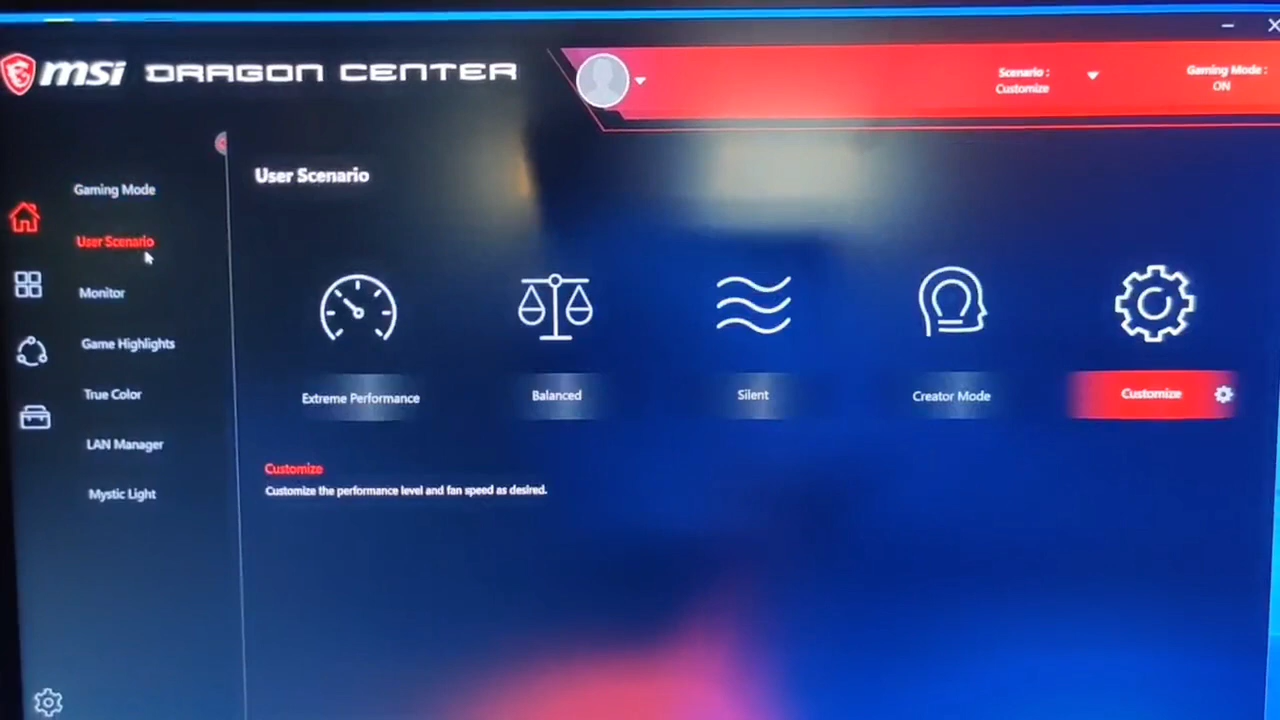 msi DRAGON CENTER
Scenario :
Customize
Gaming Mode :
ON
Gaming Mode
User Scenario
Monitor
Game Highlights
True Color
LAN Manager
Mystic Light
User Scenario
Extreme Performance
Balanced
Silent
Creator Mode
Customize
Customize
Customize the performance level and fan speed as desired.